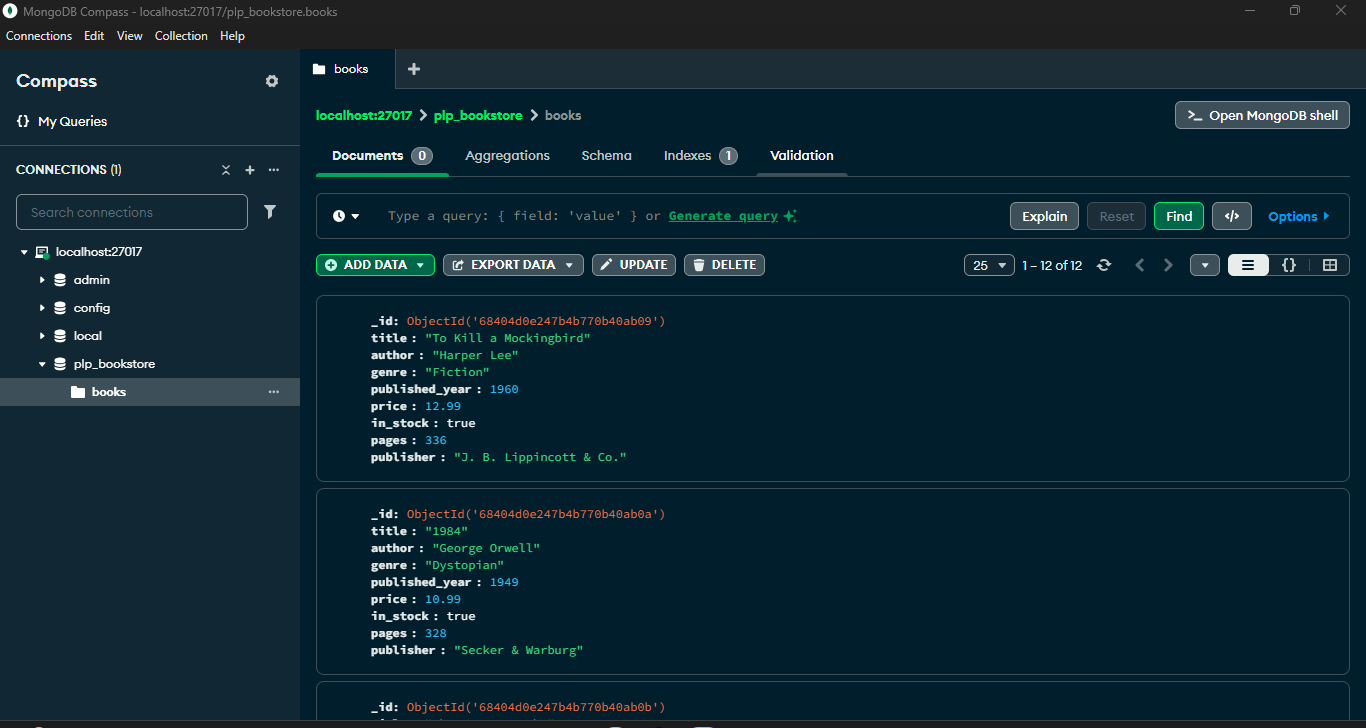 MongoDB Compass - localhost:27017/plp_bookstore.books
Connections Edit View Collection Help
Compass
{} My Queries
CONNECTIONS (1)
Search connections
localhost:27017
admin
config
local
plp_bookstore
books
books
localhost:27017 > plp_bookstore > books
>_ Open MongoDB shell
Documents 0 Aggregations Schema Indexes 1 Validation
Type a query: { field: 'value' } or Generate query
Explain Reset Find </> Options
ADD DATA EXPORT DATA UPDATE DELETE
25 1 – 12 of 12 {}
_id: ObjectId('68404d0e247b4b770b40ab09')
title : "To Kill a Mockingbird"
author : "Harper Lee"
genre : "Fiction"
published_year : 1960
price : 12.99
in_stock : true
pages : 336
publisher : "J. B. Lippincott & Co."
_id: ObjectId('68404d0e247b4b770b40ab0a')
title : "1984"
author : "George Orwell"
genre : "Dystopian"
published_year : 1949
price : 10.99
in_stock : true
pages : 328
publisher : "Secker & Warburg"
_id: ObjectId('68404d0e247b4b770b40ab0b')